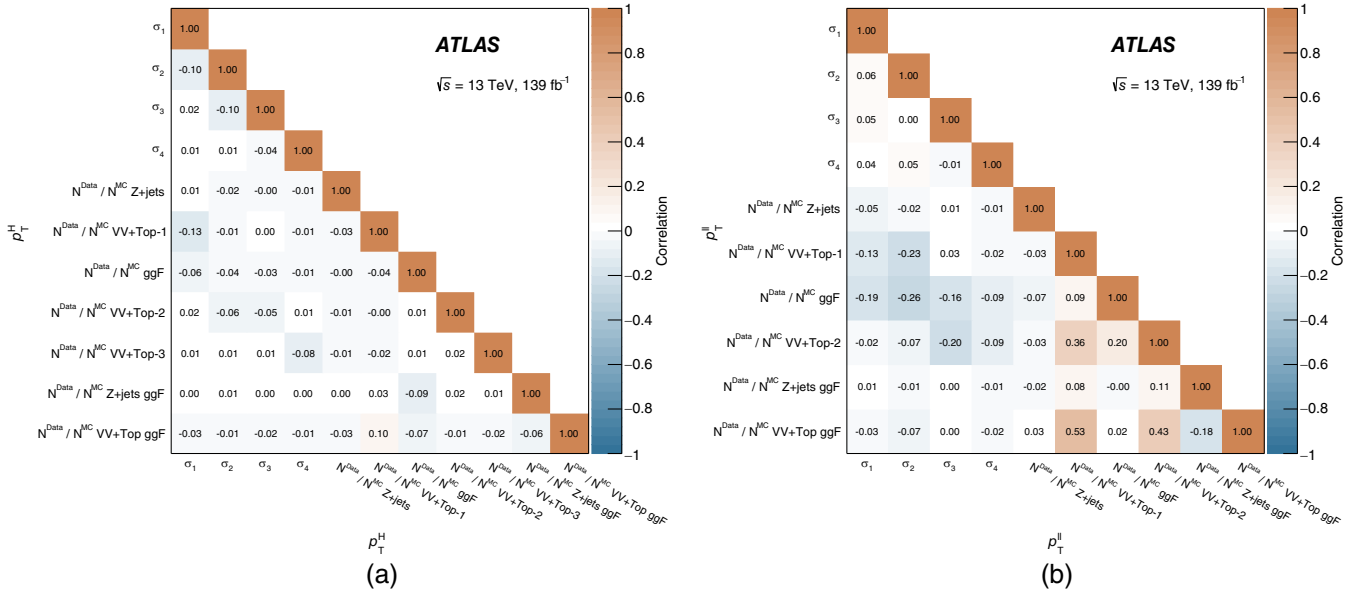 ATLAS
√s = 13 TeV, 139 fb⁻¹
σ₁ 1.00
σ₂ -0.10 1.00
σ₃ 0.02 -0.10 1.00
σ₄ 0.01 0.01 -0.04 1.00
N^Data / N^MC Z+jets 0.01 -0.02 -0.00 -0.01 1.00
N^Data / N^MC VV+Top-1 -0.13 -0.01 0.00 -0.01 -0.03 1.00
N^Data / N^MC ggF -0.06 -0.04 -0.03 -0.01 -0.00 -0.04 1.00
N^Data / N^MC VV+Top-2 0.02 -0.06 -0.05 0.01 -0.01 -0.00 0.01 1.00
N^Data / N^MC VV+Top-3 0.01 0.01 0.01 -0.08 -0.01 -0.02 0.01 0.02 1.00
N^Data / N^MC Z+jets ggF 0.00 0.01 0.00 0.00 0.00 0.03 -0.09 0.02 0.01 1.00
N^Data / N^MC VV+Top ggF -0.03 -0.01 -0.02 -0.01 -0.03 0.10 -0.07 -0.01 -0.02 -0.06 1.00
p_T^H
σ₁ σ₂ σ₃ σ₄
N^Data / N^MC Z+jets
N^Data / N^MC VV+Top-1
N^Data / N^MC ggF
N^Data / N^MC VV+Top-2
N^Data / N^MC VV+Top-3
N^Data / N^MC Z+jets ggF
N^Data / N^MC VV+Top ggF
p_T^H
1
0.8
0.6
0.4
0.2
0
−0.2
−0.4
−0.6
−0.8
−1
Correlation
(a)
ATLAS
√s = 13 TeV, 139 fb⁻¹
σ₁ 1.00
σ₂ 0.06 1.00
σ₃ 0.05 0.00 1.00
σ₄ 0.04 0.05 -0.01 1.00
N^Data / N^MC Z+jets -0.05 -0.02 0.01 -0.01 1.00
N^Data / N^MC VV+Top-1 -0.13 -0.23 0.03 -0.02 -0.03 1.00
N^Data / N^MC ggF -0.19 -0.26 -0.16 -0.09 -0.07 0.09 1.00
N^Data / N^MC VV+Top-2 -0.02 -0.07 -0.20 -0.09 -0.03 0.36 0.20 1.00
N^Data / N^MC Z+jets ggF 0.01 -0.01 0.00 -0.01 -0.02 0.08 -0.00 0.11 1.00
N^Data / N^MC VV+Top ggF -0.03 -0.07 0.00 -0.02 0.03 0.53 0.02 0.43 -0.18 1.00
p_T^ll
σ₁ σ₂ σ₃ σ₄
N^Data / N^MC Z+jets
N^Data / N^MC VV+Top-1
N^Data / N^MC ggF
N^Data / N^MC VV+Top-2
N^Data / N^MC Z+jets ggF
N^Data / N^MC VV+Top ggF
p_T^ll
1
0.8
0.6
0.4
0.2
0
−0.2
−0.4
−0.6
−0.8
−1
Correlation
(b)